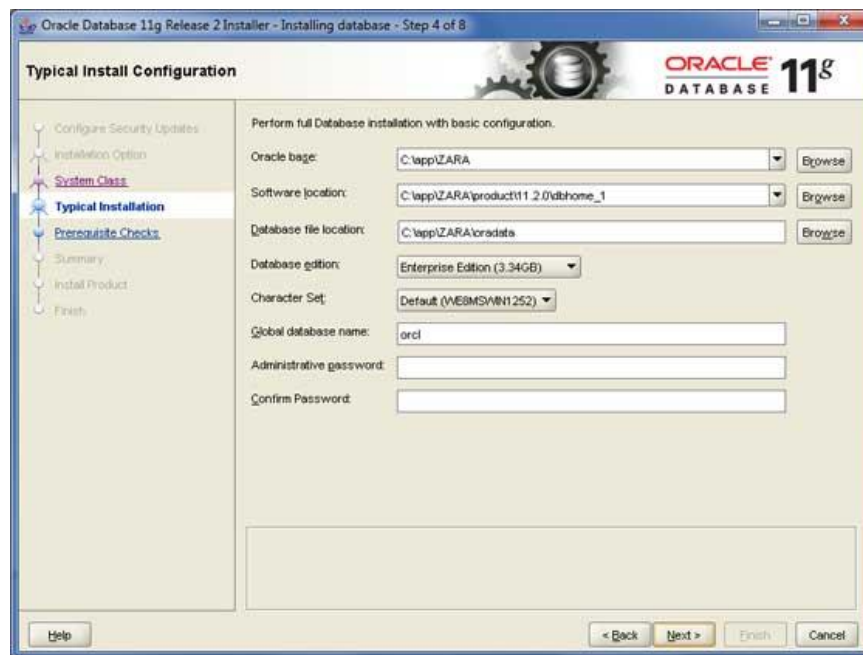 Oracle Database 11g Release 2 Installer - Installing database - Step 4 of 8
Typical Install Configuration
ORACLE
DATABASE 11g
Configure Security Updates
Installation Option
System Class
Typical Installation
Prerequisite Checks
Summary
Install Product
Finish
Perform full Database installation with basic configuration.
Oracle base: C:\app\ZARA Browse
Software location: C:\app\ZARA\product\11.2.0\dbhome_1 Browse
Database file location: C:\app\ZARA\oradata Browse
Database edition: Enterprise Edition (3.34GB)
Character Set: Default (WE8MSWIN1252)
Global database name: orcl
Administrative password:
Confirm Password:
Help
< Back Next > Finish Cancel